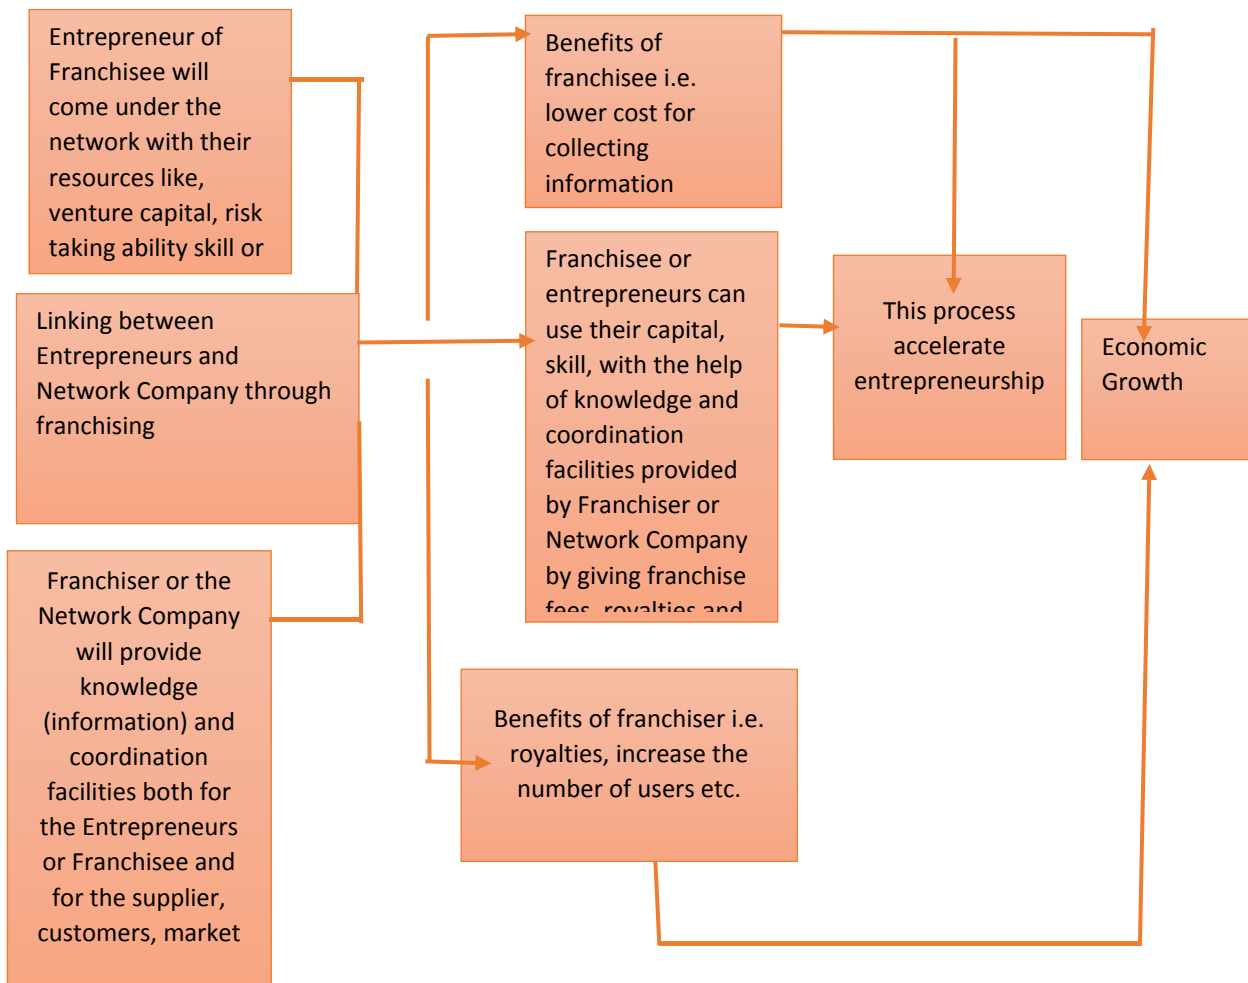 Entrepreneur of
Franchisee will
come under the
network with their
resources like,
venture capital, risk
taking ability skill or
Linking between
Entrepreneurs and
Network Company through
franchising
Franchiser or the
Network Company
will provide
knowledge
(information) and
coordination
facilities both for
the Entrepreneurs
or Franchisee and
for the supplier,
customers, market
Benefits of
franchisee i.e.
lower cost for
collecting
information
Franchisee or
entrepreneurs can
use their capital,
skill, with the help
of knowledge and
coordination
facilities provided
by Franchiser or
Network Company
by giving franchise
fees, royalties and
Benefits of franchiser i.e.
royalties, increase the
number of users etc.
This process
accelerate
entrepreneurship
Economic
Growth